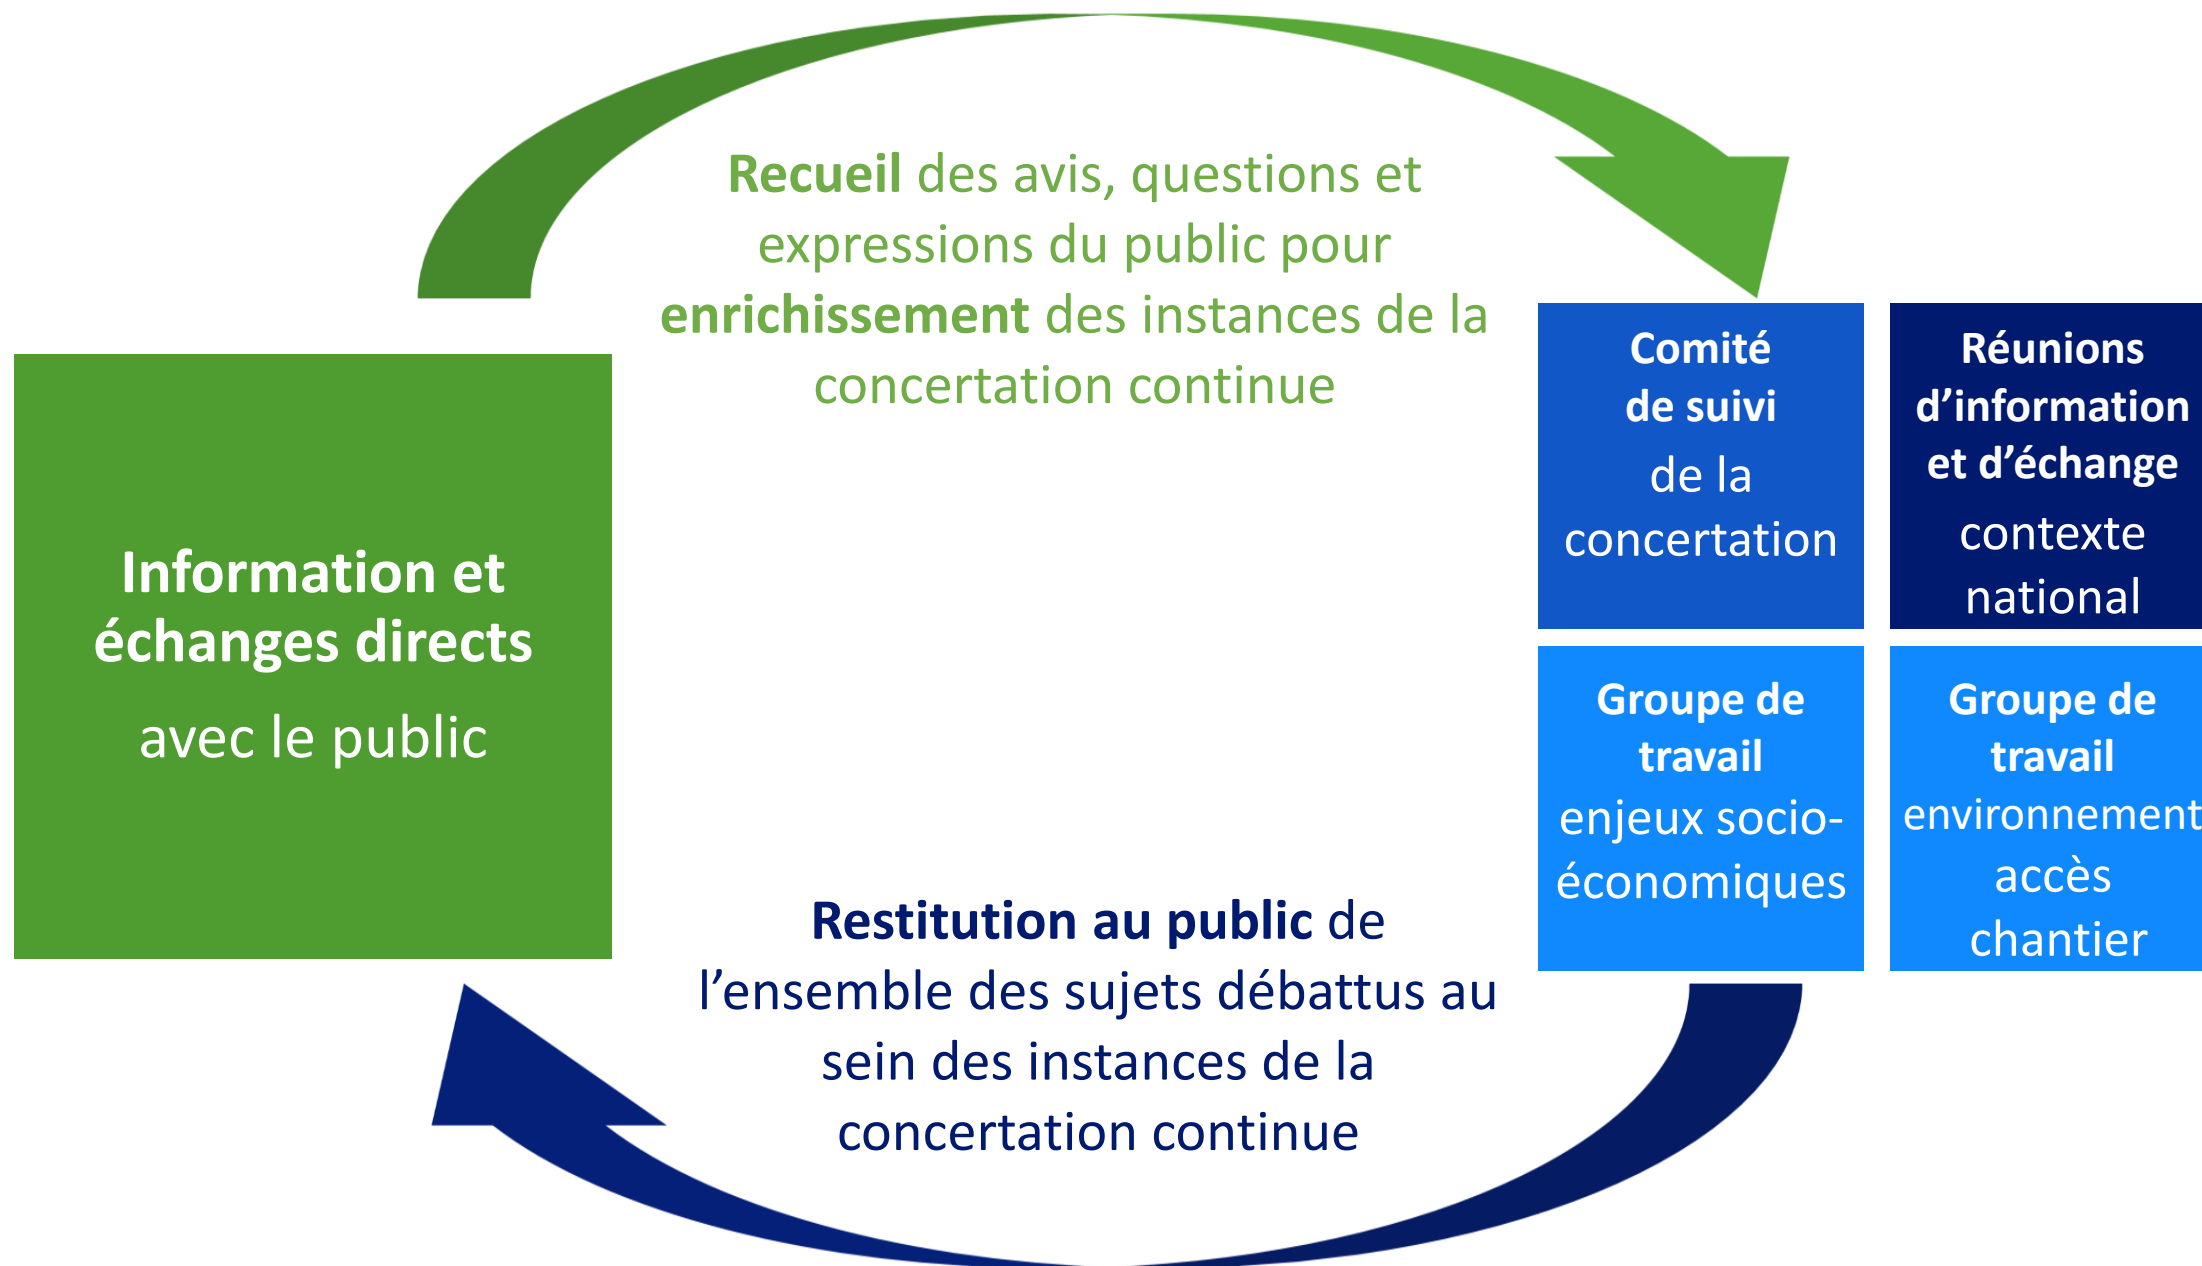 Recueil des avis, questions et
expressions du public pour
enrichissement des instances de la
concertation continue
Information et
échanges directs
avec le public
Comité
de suivi
de la
concertation
Réunions
d’information
et d’échange
contexte
national
Groupe de
travail
enjeux socio-
économiques
Groupe de
travail
environnement
accès
chantier
Restitution au public de
l’ensemble des sujets débattus au
sein des instances de la
concertation continue